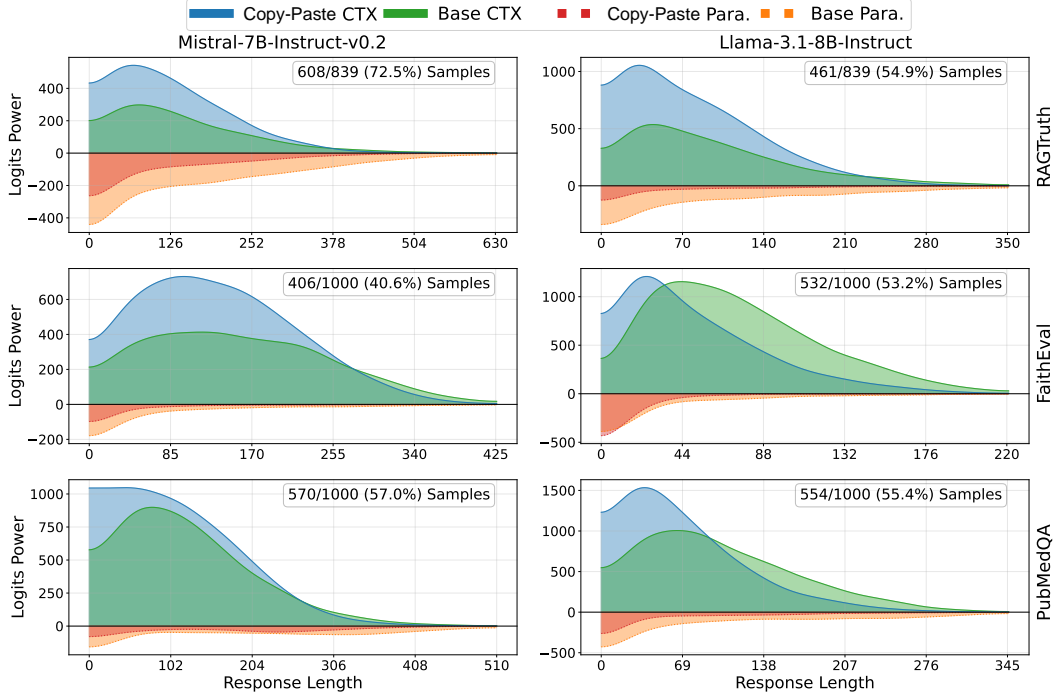 Copy-Paste CTX Base CTX Copy-Paste Para. Base Para.
Mistral-7B-Instruct-v0.2 Llama-3.1-8B-Instruct
Logits Power
400
200
0
−200
−400
608/839 (72.5%) Samples
0 126 252 378 504 630
1000
500
0
461/839 (54.9%) Samples
0 70 140 210 280 350
RAGTruth
Logits Power
600
400
200
0
−200
406/1000 (40.6%) Samples
0 85 170 255 340 425
1000
500
0
−500
532/1000 (53.2%) Samples
0 44 88 132 176 220
FaithEval
Logits Power
1000
750
500
250
0
570/1000 (57.0%) Samples
0 102 204 306 408 510
Response Length
1500
1000
500
0
−500
554/1000 (55.4%) Samples
0 69 138 207 276 345
Response Length
PubMedQA